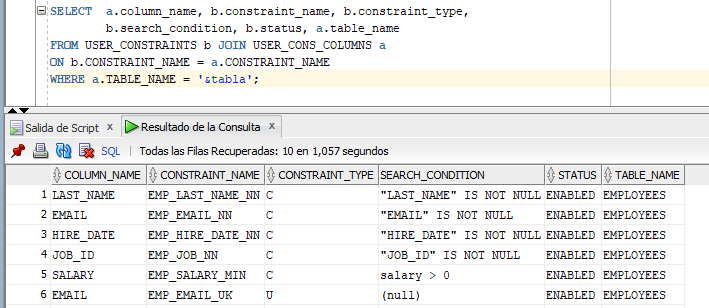 SELECT a.column_name, b.constraint_name, b.constraint_type,
b.search_condition, b.status, a.table_name
FROM USER_CONSTRAINTS b JOIN USER_CONS_COLUMNS a
ON b.CONSTRAINT_NAME = a.CONSTRAINT_NAME
WHERE a.TABLE_NAME = '&tabla';
Salida de Script x Resultado de la Consulta x
SQL | Todas las Filas Recuperadas: 10 en 1,057 segundos
COLUMN_NAME CONSTRAINT_NAME CONSTRAINT_TYPE SEARCH_CONDITION STATUS TABLE_NAME
1 LAST_NAME EMP_LAST_NAME_NN C "LAST_NAME" IS NOT NULL ENABLED EMPLOYEES
2 EMAIL EMP_EMAIL_NN C "EMAIL" IS NOT NULL ENABLED EMPLOYEES
3 HIRE_DATE EMP_HIRE_DATE_NN C "HIRE_DATE" IS NOT NULL ENABLED EMPLOYEES
4 JOB_ID EMP_JOB_NN C "JOB_ID" IS NOT NULL ENABLED EMPLOYEES
5 SALARY EMP_SALARY_MIN C salary > 0 ENABLED EMPLOYEES
6 EMAIL EMP_EMAIL_UK U (null) ENABLED EMPLOYEES